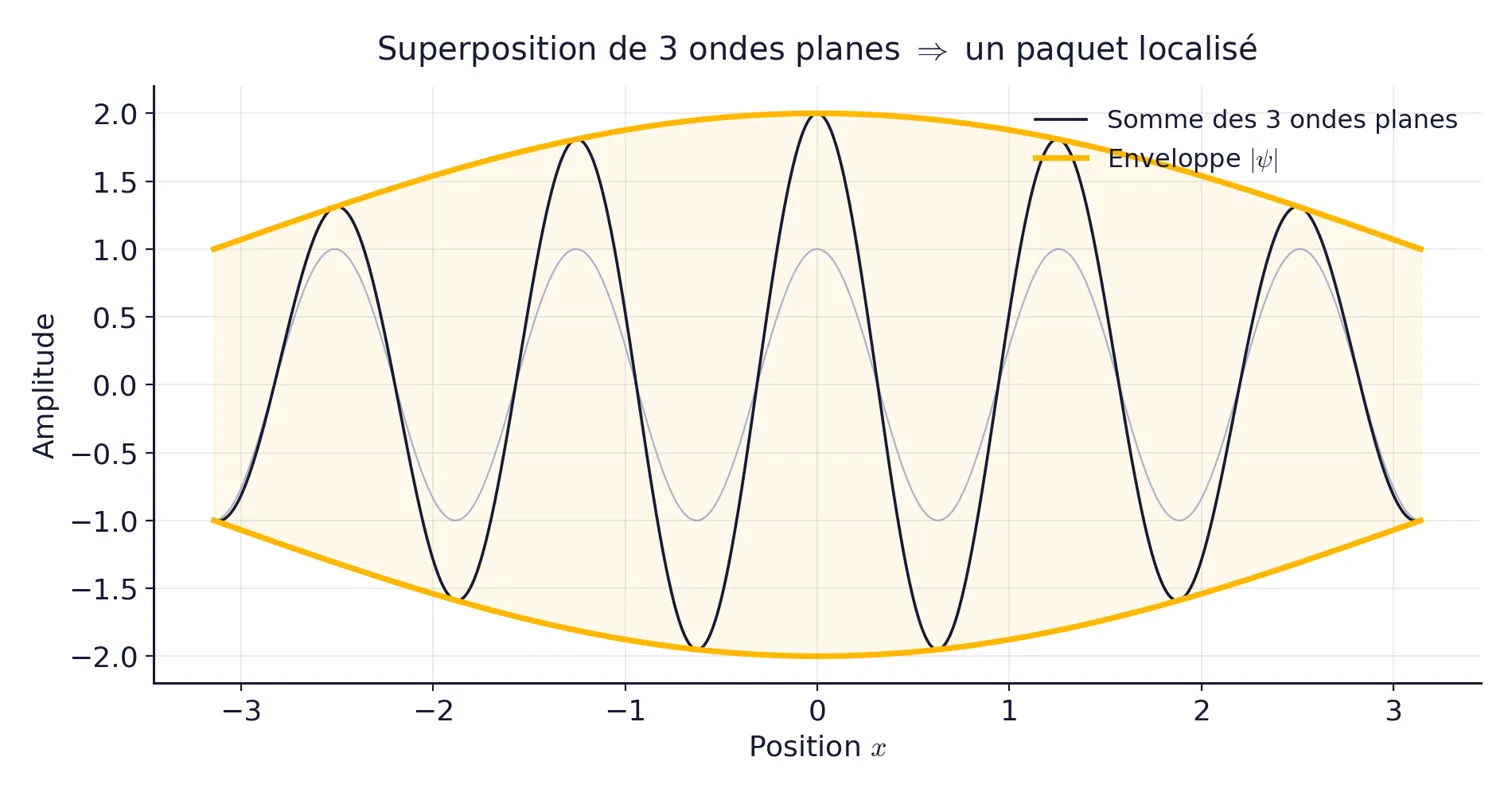 Superposition de 3 ondes planes ⇒ un paquet localisé
Somme des 3 ondes planes
Enveloppe |ψ|
Amplitude
2.0
1.5
1.0
0.5
0.0
−0.5
−1.0
−1.5
−2.0
−3 −2 −1 0 1 2 3
Position x